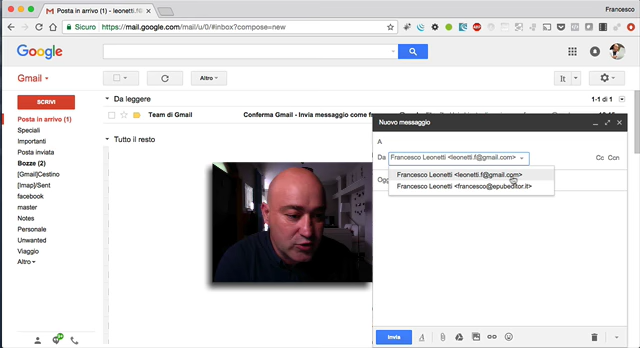 Posta in arrivo (1) - leonetti.f@
Francesco
Sicuro
https://mail.google.com/mail/u/0/#inbox?compose=new
Google
Gmail
Altro
It
SCRIVI
Da leggere
1-1 di 1
Posta in arrivo (1)
Team di Gmail
Conferma Gmail - Invia messaggio come
Speciali
Importanti
Posta inviata
Bozze (2)
[Gmail]Cestino
[Imap]/Sent
facebook
master
Notes
Personale
Unwanted
Viaggio
Altro
Tutto il resto
Nuovo messaggio
A
Da Francesco Leonetti <leonetti.f@gmail.com>
Cc Ccn
Francesco Leonetti <leonetti.f@gmail.com>
Ogg
Francesco Leonetti <francesco@epubeditor.it>
Invia